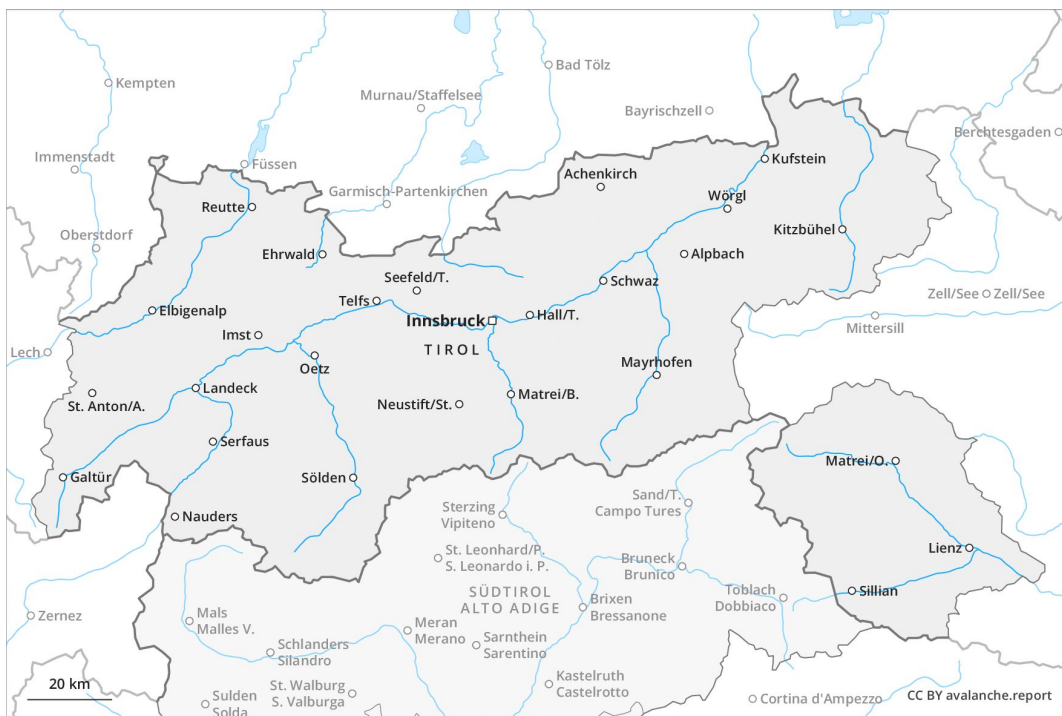 Kempten
Bad Tölz
Murnau/Staffelsee
Bayrischzell
Berchtesgaden
Immenstadt
Füssen
Kufstein
Achenkirch
Garmisch-Partenkirchen
Reutte
Wörgl
Oberstdorf
Kitzbühel
Ehrwald
Alpbach
Seefeld/T.
Schwaz
Telfs
Zell/See
Zell/See
Elbigenalp
Innsbruck
Hall/T.
Mittersill
Imst
TIROL
Lech
Oetz
Mayrhofen
Landeck
St. Anton/A.
Neustift/St.
Matrei/B.
Serfaus
Matrei/O.
Galtür
Sölden
Sand/T.
Campo Tures
Sterzing
Vipiteno
Nauders
Lienz
St. Leonhard/P.
S. Leonardo i. P.
Bruneck
Brunico
SÜDTIROL
ALTO ADIGE
Sillian
Toblach
Dobbiaco
Brixen
Bressanone
Zernez
Mals
Malles V.
Meran
Merano
Sarnthein
Sarentino
Schlanders
Silandro
20 km
St. Walburg
S. Valburga
Kastelruth
Castelrotto
Sulden
Solda
Cortina d'Ampezzo
CC BY avalanche.report